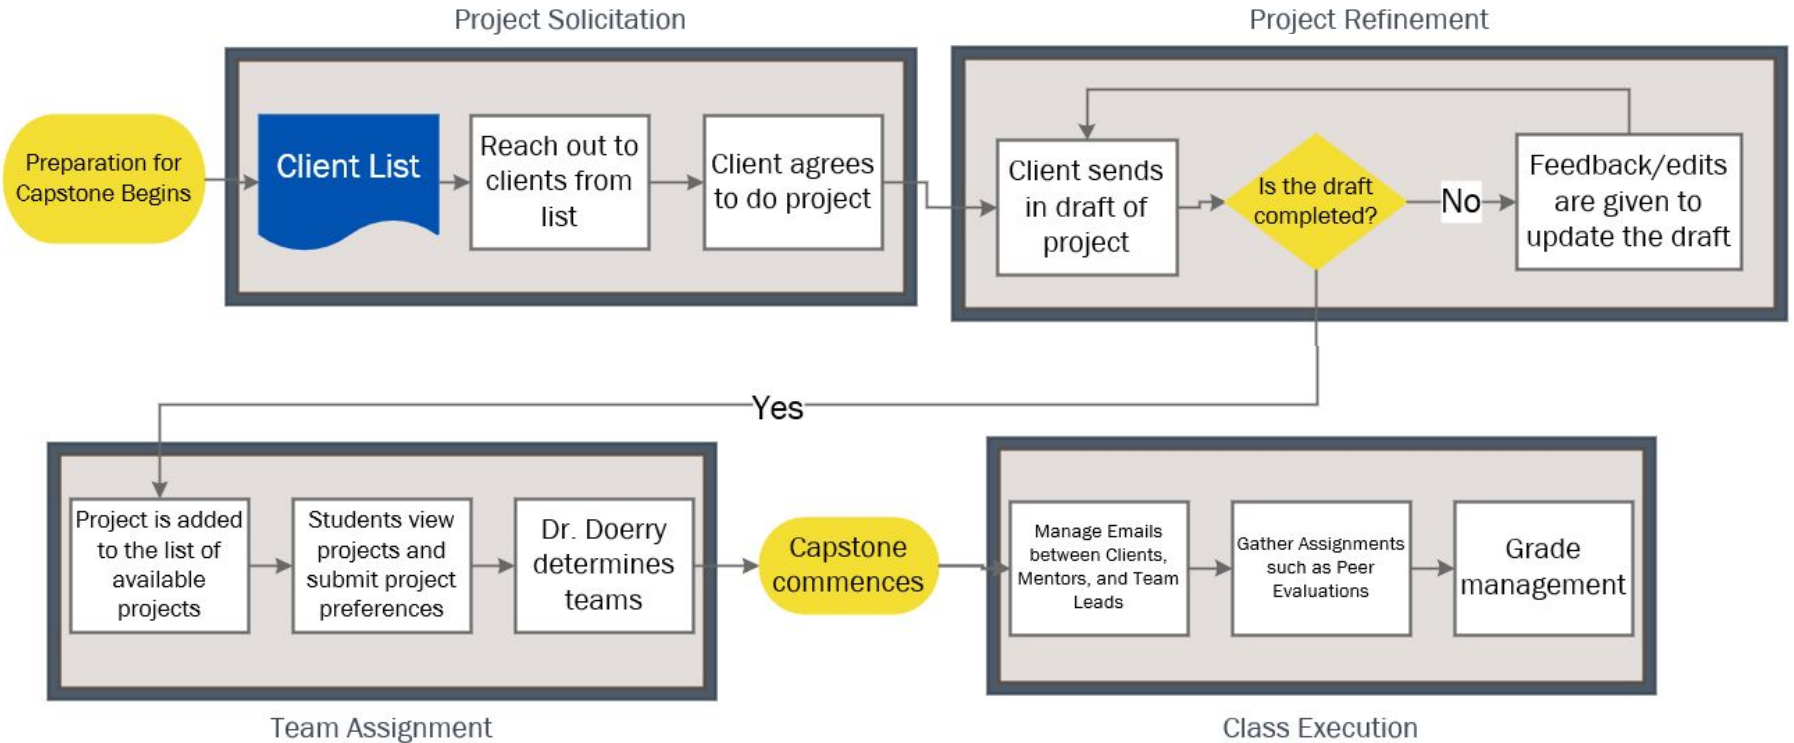 Project Solicitation
Project Refinement
Preparation for
Capstone Begins
Client List
Reach out to
clients from
list
Client agrees
to do project
Client sends
in draft of
project
Is the draft
completed?
No
Feedback/edits
are given to
update the draft
Yes
Project is added
to the list of
available
projects
Students view
projects and
submit project
preferences
Dr. Doerry
determines
teams
Capstone
commences
Manage Emails
between Clients,
Mentors, and Team
Leads
Gather Assignments
such as Peer
Evaluations
Grade
management
Team Assignment
Class Execution